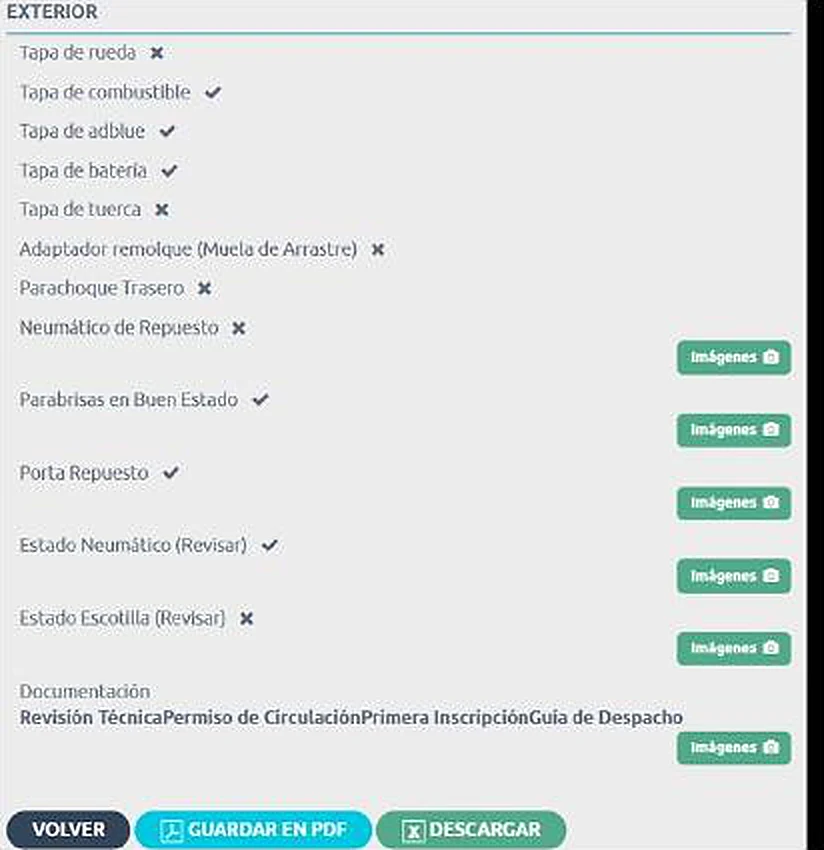 EXTERIOR
Tapa de rueda ✖
Tapa de combustible ✔
Tapa de adblue ✔
Tapa de batería ✔
Tapa de tuerca ✖
Adaptador remolque (Muela de Arrastre) ✖
Parachoque Trasero ✖
Neumático de Repuesto ✖
Imágenes
Parabrisas en Buen Estado ✔
Imágenes
Porta Repuesto ✔
Imágenes
Estado Neumático (Revisar) ✔
Imágenes
Estado Escotilla (Revisar) ✖
Imágenes
Documentación
Revisión TécnicaPermiso de CirculaciónPrimera InscripciónGuia de Despacho
Imágenes
VOLVER GUARDAR EN PDF DESCARGAR